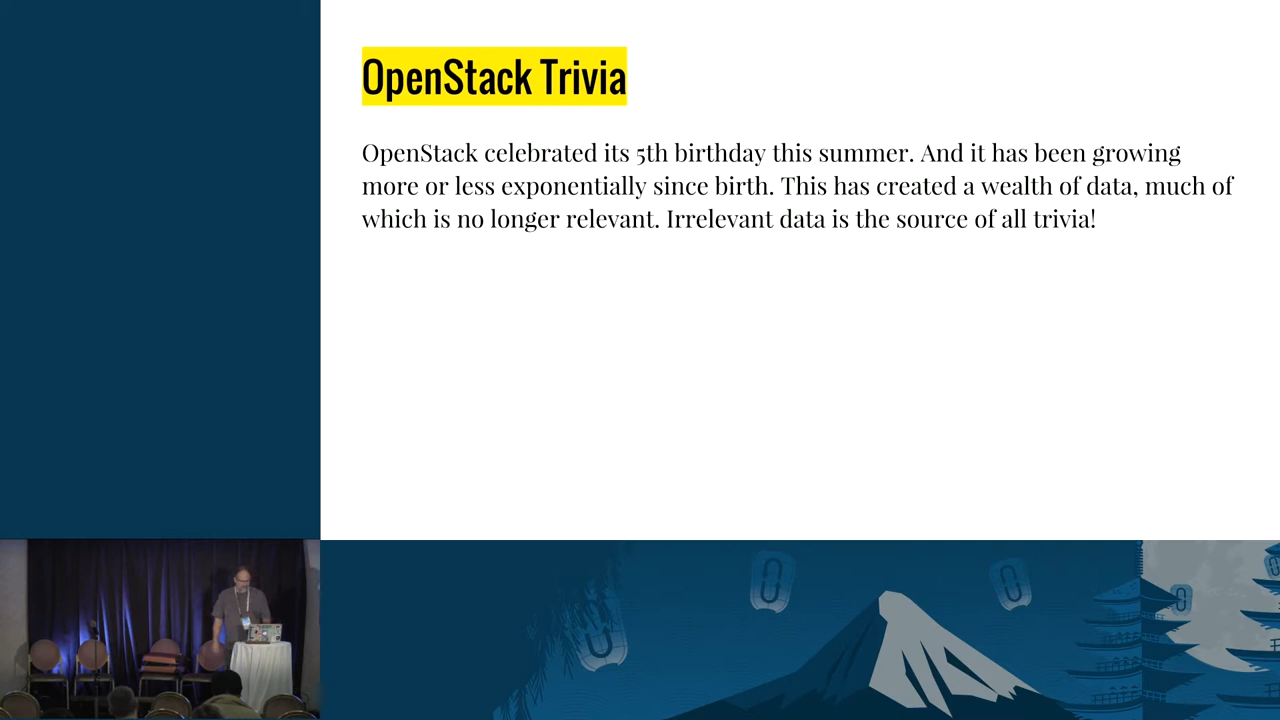 OpenStack Trivia
OpenStack celebrated its 5th birthday this summer. And it has been growing
more or less exponentially since birth. This has created a wealth of data, much of
which is no longer relevant. Irrelevant data is the source of all trivia!